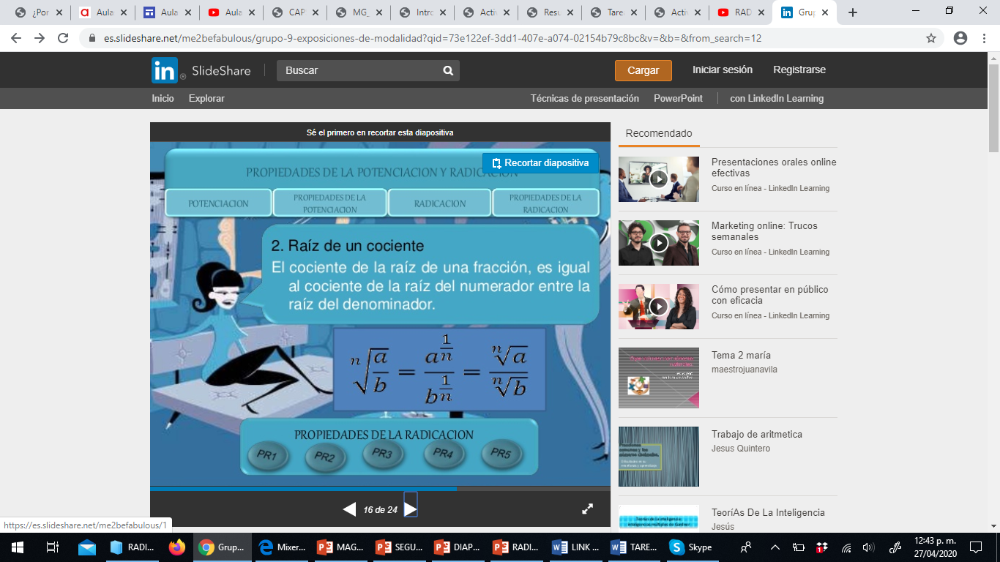 ¿Por
Aula
Aula
Aula
CAP
MG_
Intro
Activ
Resu
Tare
Activ
RAD
Grup
es.slideshare.net/me2befabulous/grupo-9-exposiciones-de-modalidad?qid=73e122ef-3dd1-407e-a074-02154b79c8bc&v=&b=&from_search=12
in SlideShare
Buscar
Cargar
Iniciar sesión
Registrarse
Inicio
Explorar
Técnicas de presentación
PowerPoint
con LinkedIn Learning
Sé el primero en recortar esta diapositiva
Recortar diapositiva
PROPIEDADES DE LA POTENCIACION Y RADICACION
POTENCIACION
PROPIEDADES DE LA
POTENCIACION
RADICACION
PROPIEDADES DE LA
RADICACION
2. Raíz de un cociente
El cociente de la raíz de una fracción, es igual
al cociente de la raíz del numerador entre la
raíz del denominador.
ⁿ√(a/b) = a^(1/n) / b^(1/n) = ⁿ√a / ⁿ√b
PROPIEDADES DE LA RADICACION
PR1
PR2
PR3
PR4
PR5
16 de 24
Recomendado
Presentaciones orales online
efectivas
Curso en línea - LinkedIn Learning
Marketing online: Trucos
semanales
Curso en línea - LinkedIn Learning
Cómo presentar en público
con eficacia
Curso en línea - LinkedIn Learning
Tema 2 maría
maestrojuanavila
Trabajo de aritmetica
Jesus Quintero
TeoríAs De La Inteligencia
Jesús
https://es.slideshare.net/me2befabulous/1
RADI...
Grup...
Mixer...
MAG...
SEGU...
DIAP...
RADI...
LINK ...
TARE...
Skype
12:43 p. m.
27/04/2020